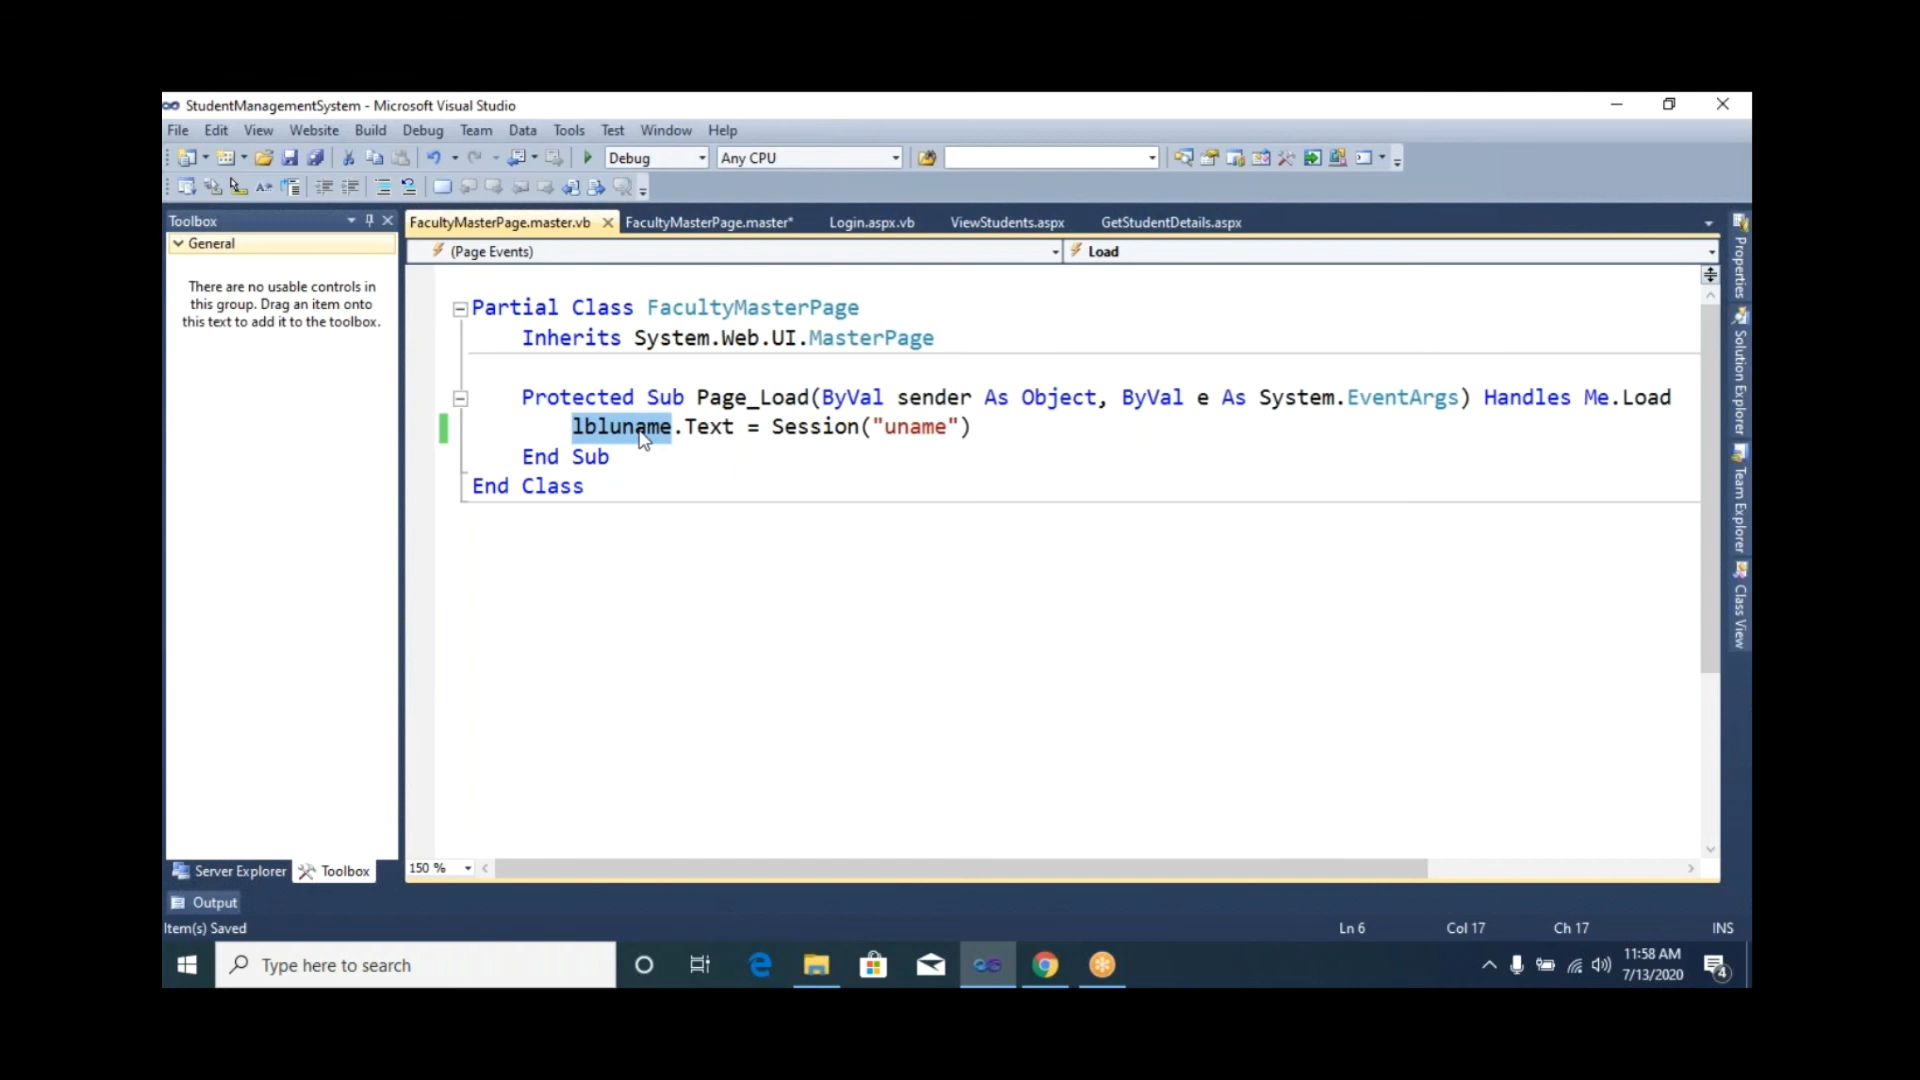 StudentManagementSystem - Microsoft Visual Studio
File Edit View Website Build Debug Team Data Tools Test Window Help
Debug Any CPU
Toolbox
General
There are no usable controls in
this group. Drag an item onto
this text to add it to the toolbox.
FacultyMasterPage.master.vb FacultyMasterPage.master* Login.aspx.vb ViewStudents.aspx GetStudentDetails.aspx
(Page Events) Load
Partial Class FacultyMasterPage
Inherits System.Web.UI.MasterPage
Protected Sub Page_Load(ByVal sender As Object, ByVal e As System.EventArgs) Handles Me.Load
lbluname.Text = Session("uname")
End Sub
End Class
Properties
Solution Explorer
Team Explorer
Class View
150 %
Server Explorer Toolbox
Output
Item(s) Saved Ln 6 Col 17 Ch 17 INS
Type here to search
11:58 AM
7/13/2020
4